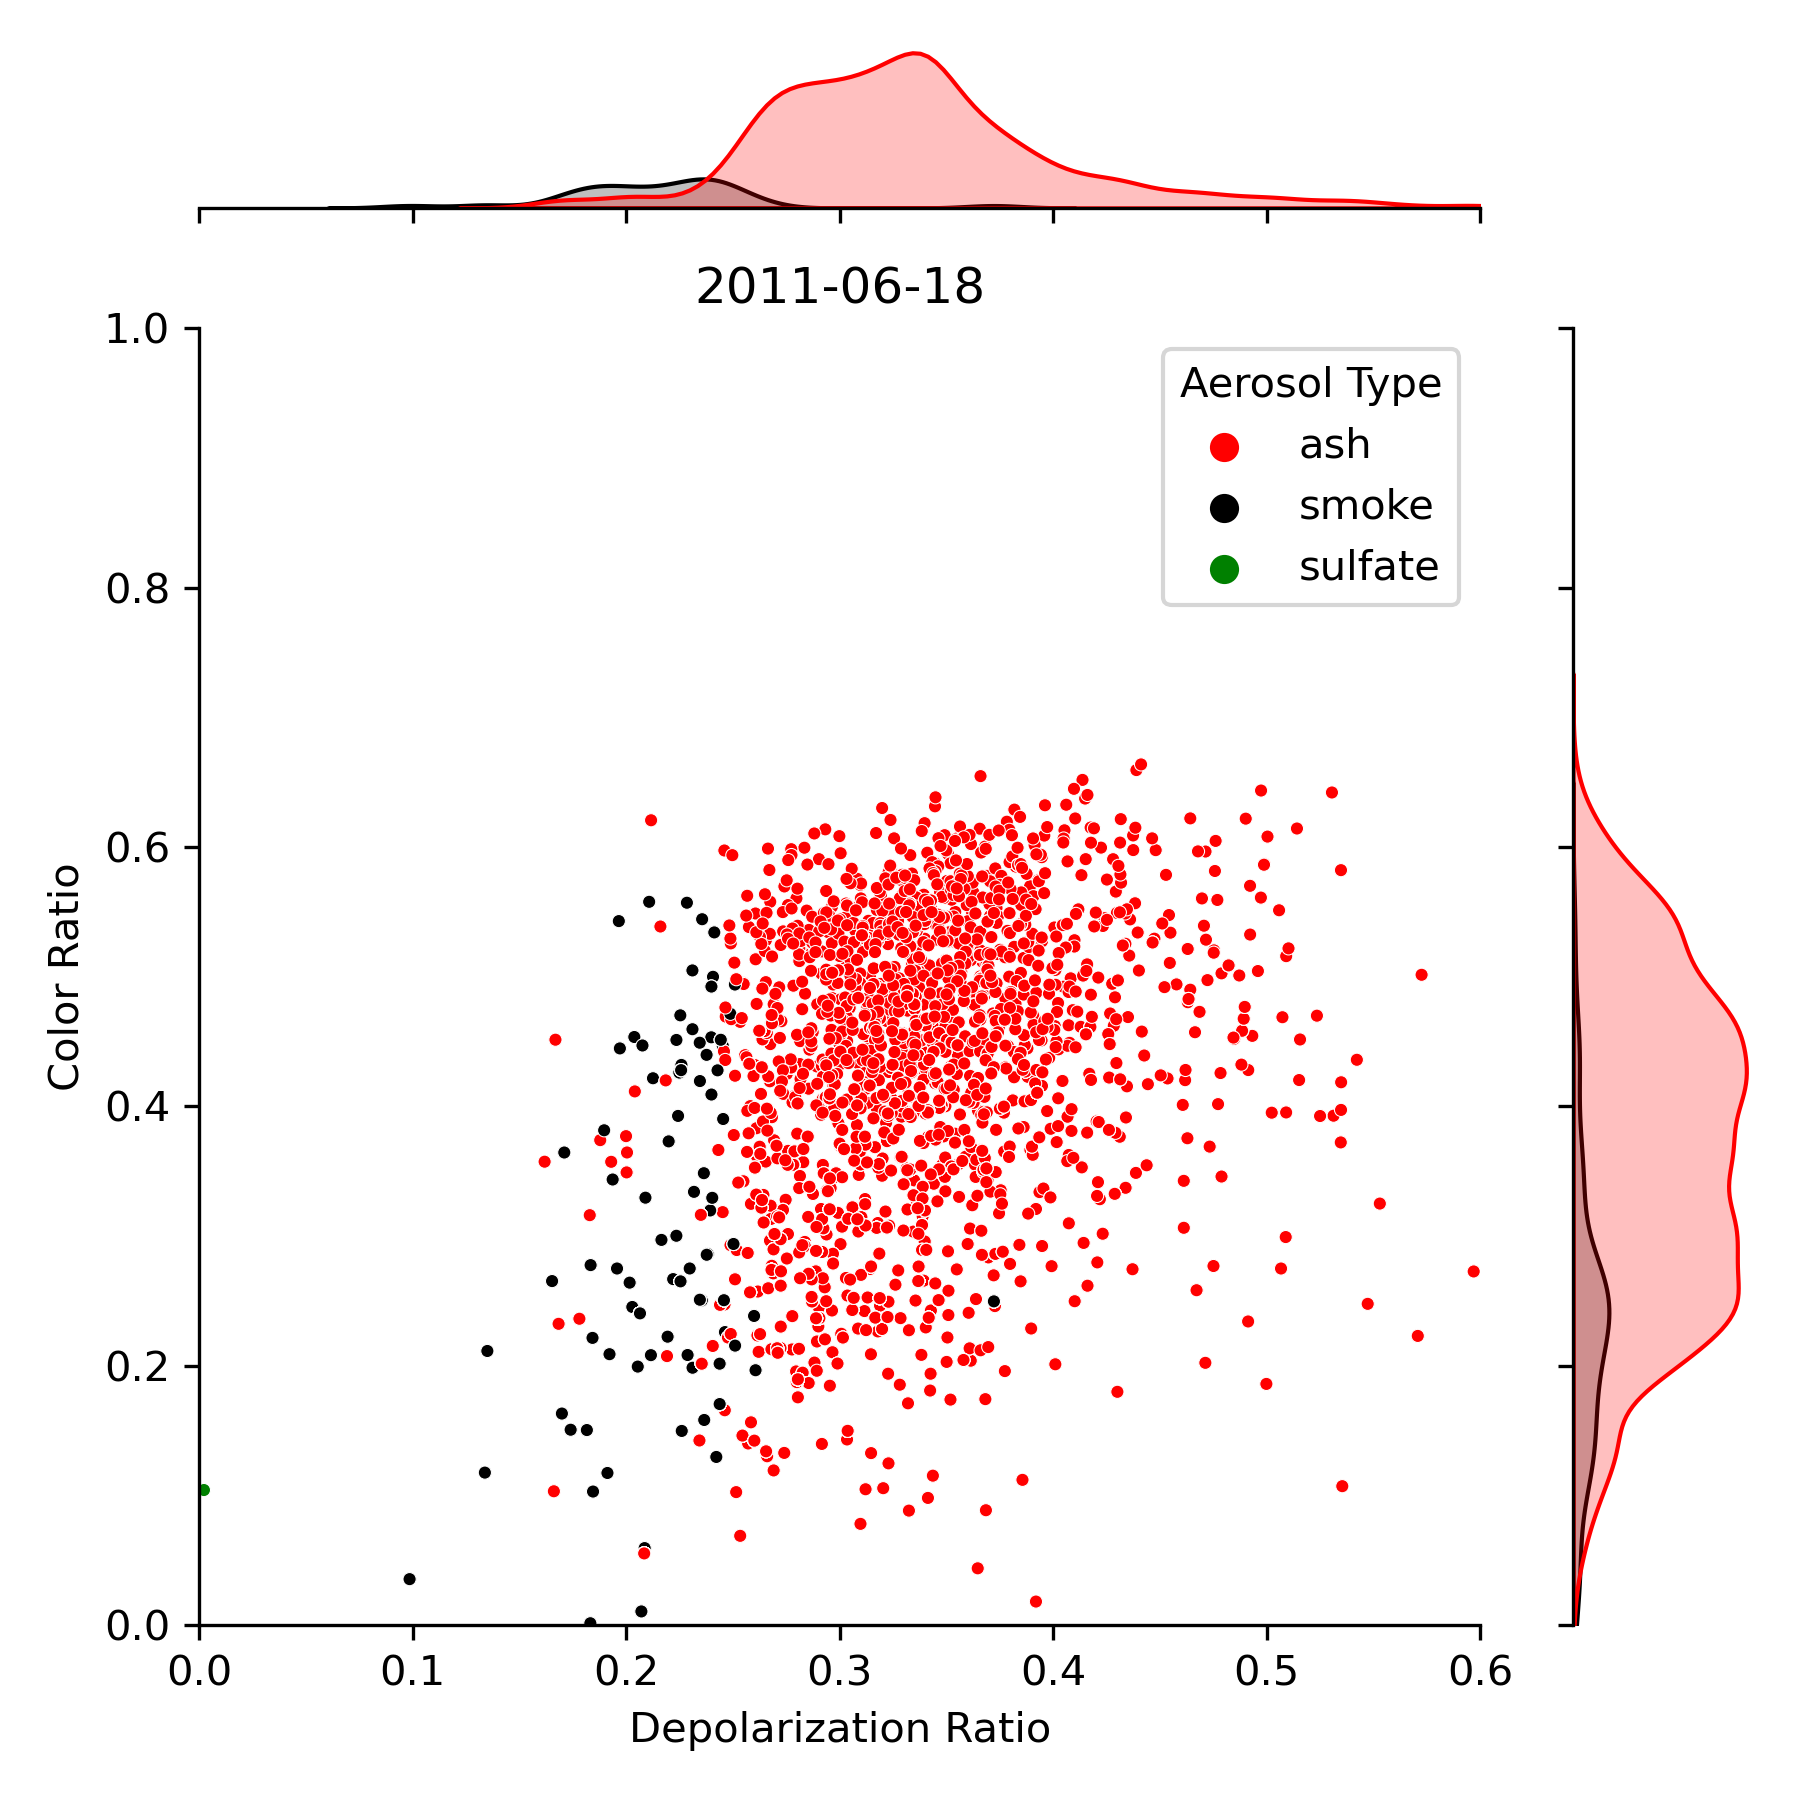 2011-06-18
1.0
0.8
0.6
0.4
0.2
0.0
Color Ratio
Aerosol Type
ash
smoke
sulfate
0.0 0.1 0.2 0.3 0.4 0.5 0.6
Depolarization Ratio